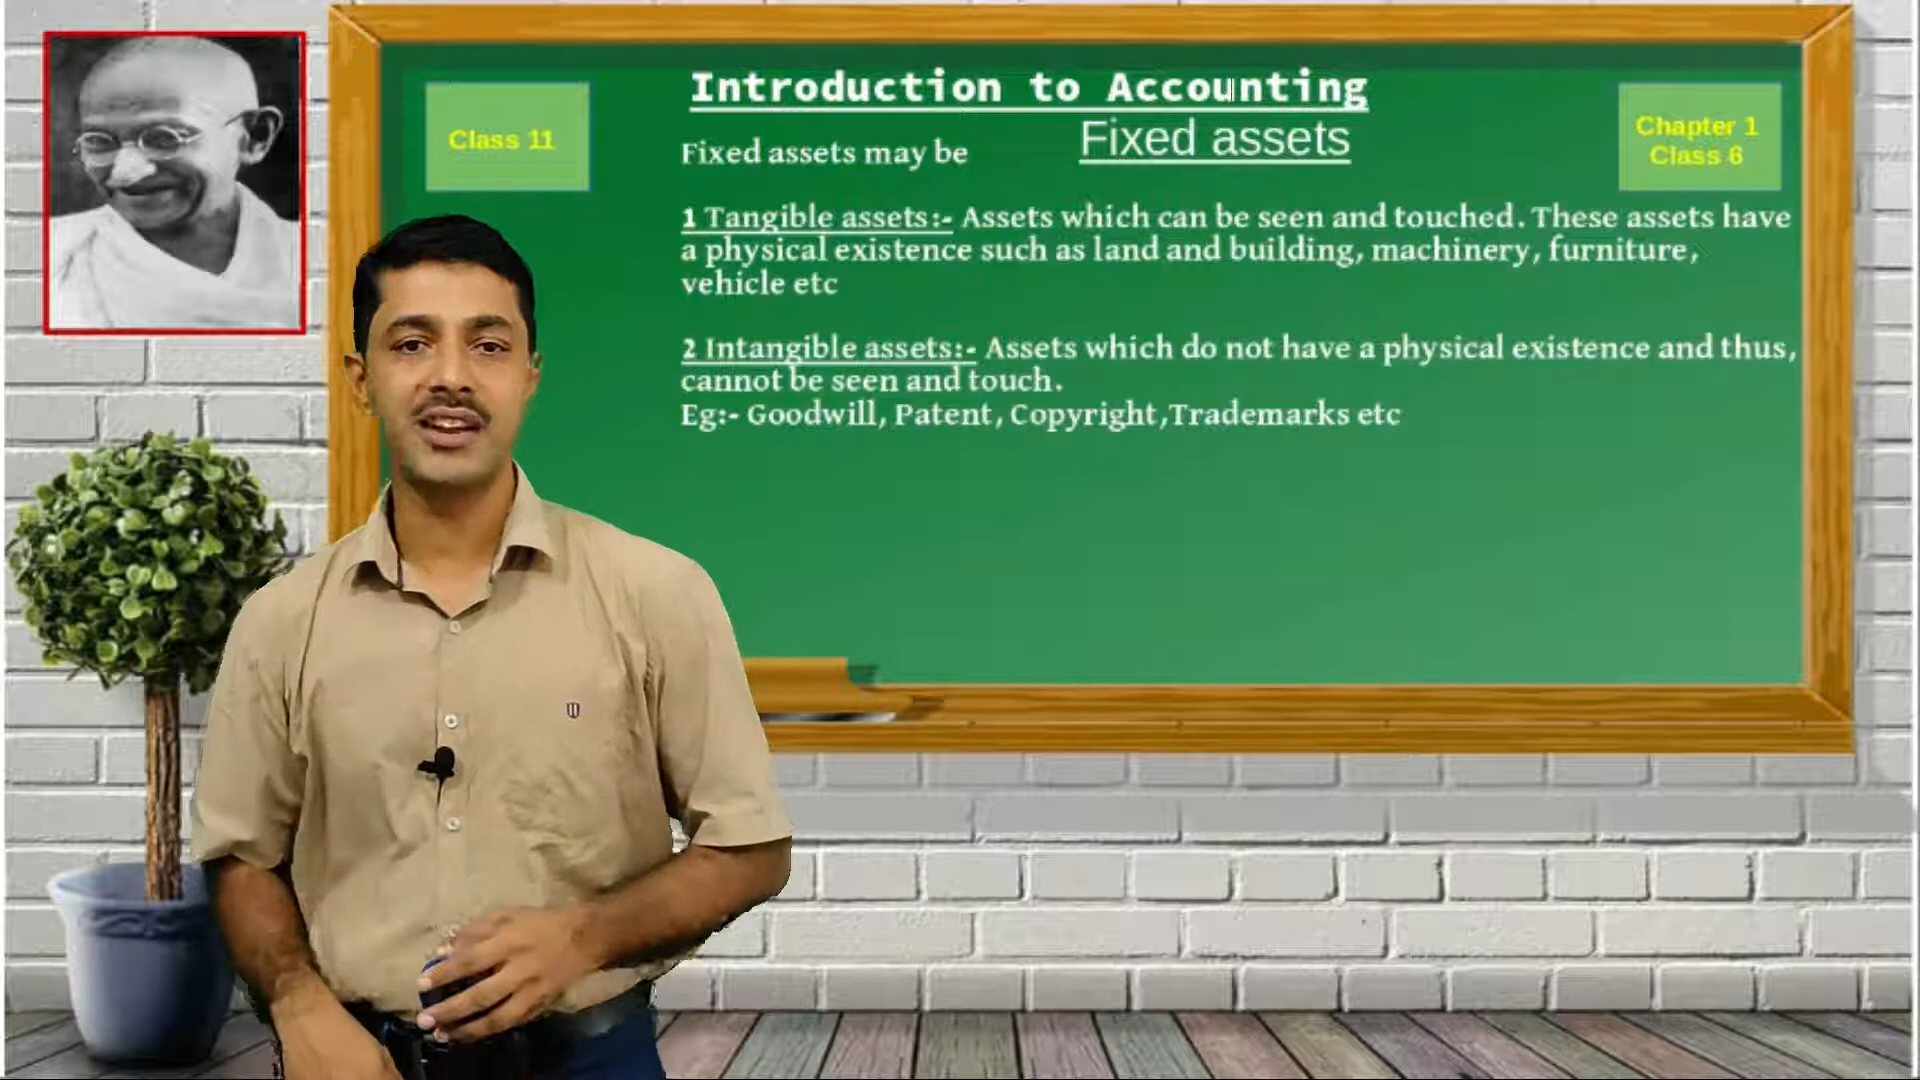 Introduction to Accounting
Class 11
Fixed assets
Chapter 1
Class 6
Fixed assets may be
1 Tangible assets:- Assets which can be seen and touched. These assets have
a physical existence such as land and building, machinery, furniture,
vehicle etc
2 Intangible assets:- Assets which do not have a physical existence and thus,
cannot be seen and touch.
Eg:- Goodwill, Patent, Copyright,Trademarks etc